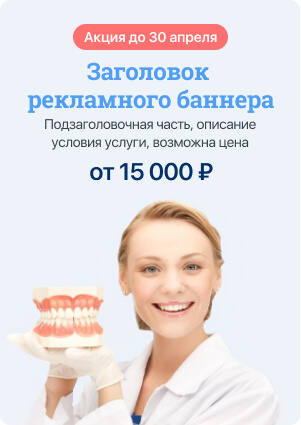 Акция до 30 апреля
Заголовок
рекламного баннера
Подзаголовочная часть, описание
условия услуги, возможна цена
от 15 000 ₽